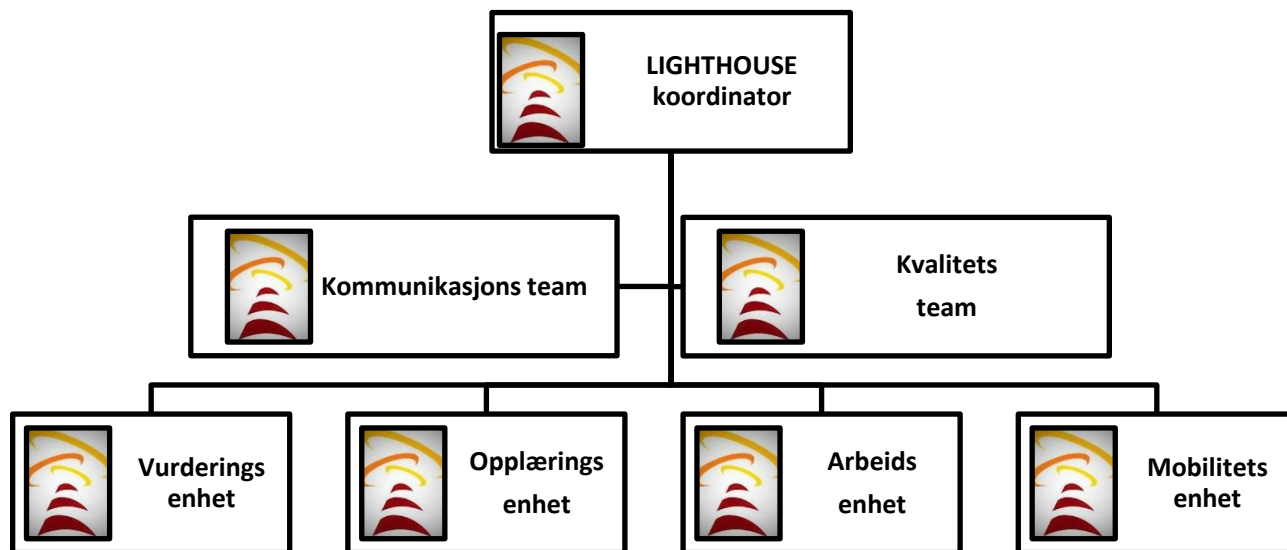 LIGHTHOUSE
koordinator
Kommunikasjons team
Kvalitets
team
Vurderings
enhet
Opplærings
enhet
Arbeids
enhet
Mobilitets
enhet